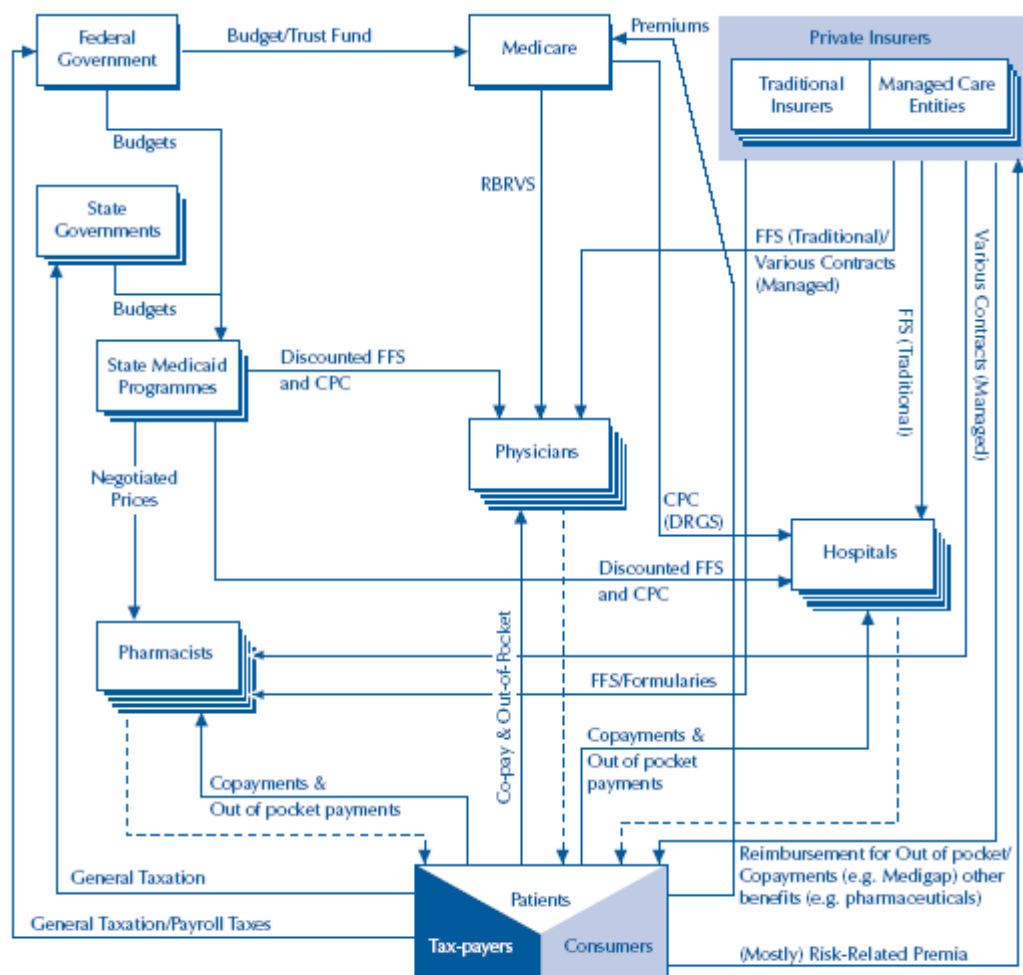 Federal
Government
Budget/Trust Fund
Medicare
Premiums
Private Insurers
Traditional
Insurers
Managed Care
Entities
Budgets
RBRVS
State
Governments
FFS (Traditional)/
Various Contracts
(Managed)
Various Contracts (Managed)
FFS (Traditional)
Budgets
State Medicaid
Programmes
Discounted FFS
and CPC
Physicians
Negotiated
Prices
CPC
(DRGS)
Hospitals
Discounted FFS
and CPC
Pharmacists
Co-pay & Out-of-Pocket
FFS/Formularies
Copayments &
Out of pocket
payments
Copayments &
Out of pocket payments
General Taxation
Patients
Reimbursement for Out of pocket/
Copayments (e.g. Medigap) other
benefits (e.g. pharmaceuticals)
General Taxation/Payroll Taxes
Tax-payers
Consumers
(Mostly) Risk-Related Premia